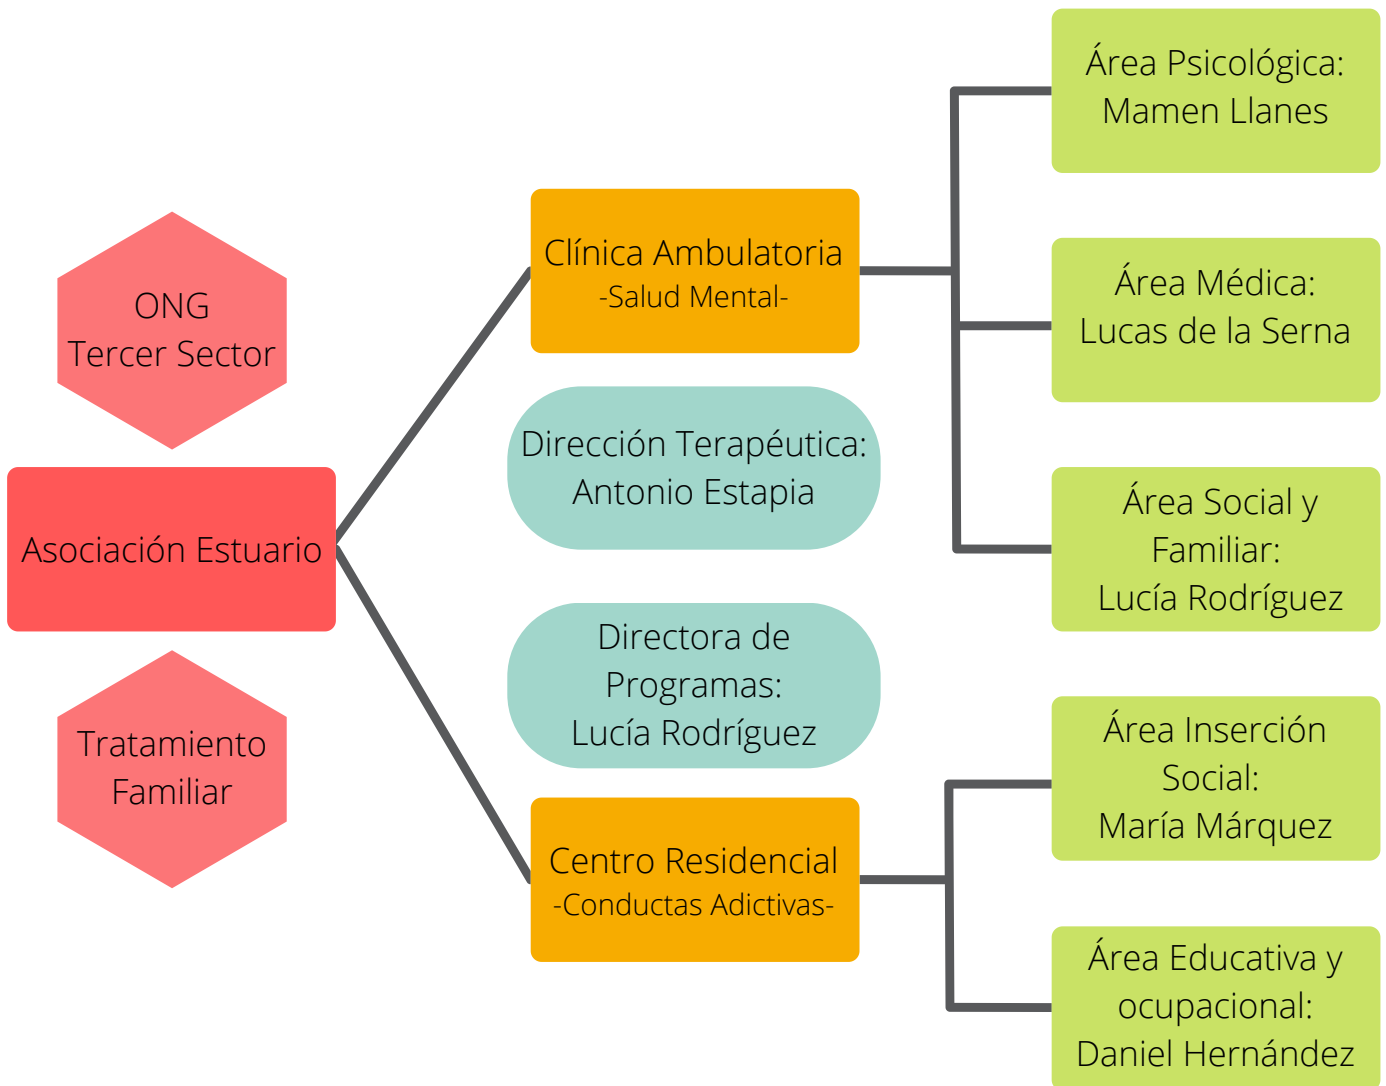 ONG
Tercer Sector
Asociación Estuario
Tratamiento
Familiar
Clínica Ambulatoria
-Salud Mental-
Dirección Terapéutica:
Antonio Estapia
Directora de
Programas:
Lucía Rodríguez
Centro Residencial
-Conductas Adictivas-
Área Psicológica:
Mamen Llanes
Área Médica:
Lucas de la Serna
Área Social y
Familiar:
Lucía Rodríguez
Área Inserción
Social:
María Márquez
Área Educativa y
ocupacional:
Daniel Hernández